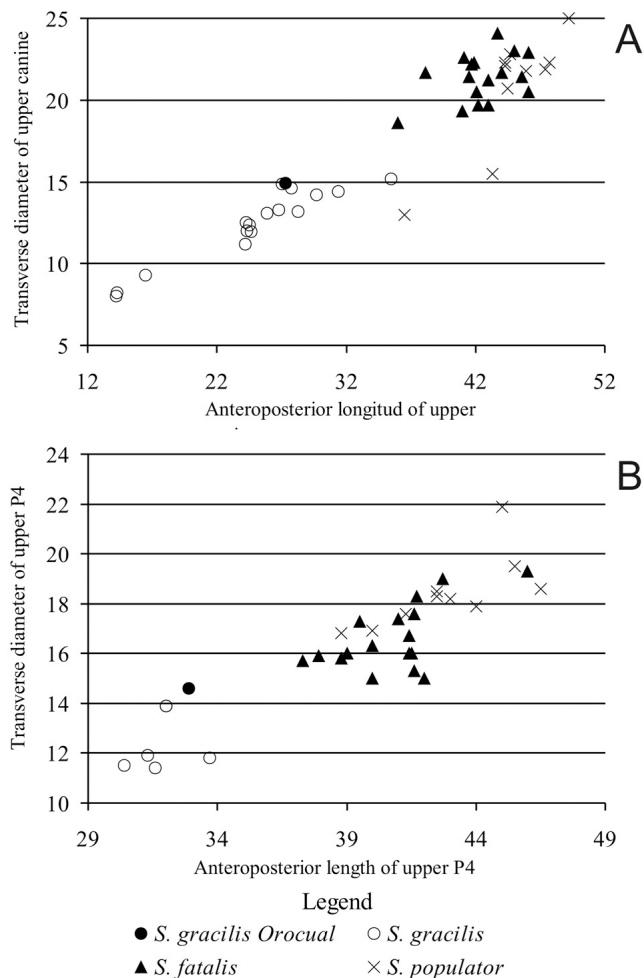 A
Transverse diameter of upper canine
25
20
15
10
5
12 22 32 42 52
Anteroposterior longitud of upper
B
Transverse diameter of upper P4
24
22
20
18
16
14
12
10
29 34 39 44 49
Anteroposterior length of upper P4
Legend
S. gracilis Orocual S. gracilis
S. fatalis S. populator